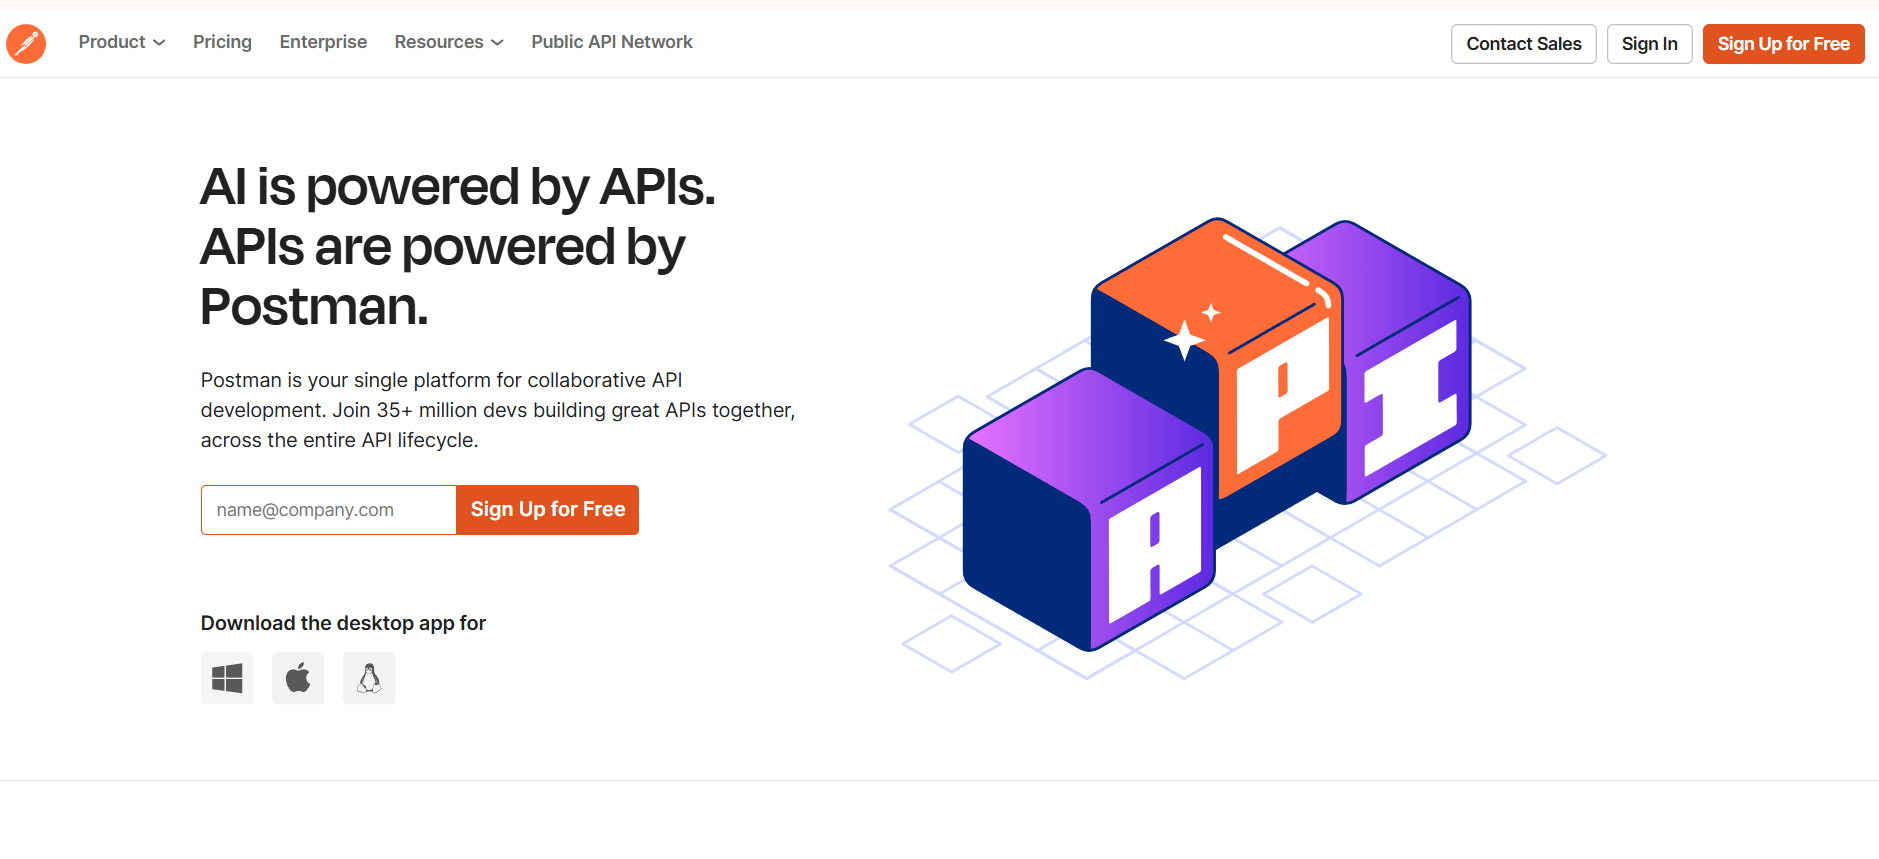 Product
Pricing
Enterprise
Resources
Public API Network
Contact Sales
Sign In
Sign Up for Free
AI is powered by APIs.
APIs are powered by
Postman.
Postman is your single platform for collaborative API
development. Join 35+ million devs building great APIs together,
across the entire API lifecycle.
name@company.com
Sign Up for Free
Download the desktop app for
A
P
I